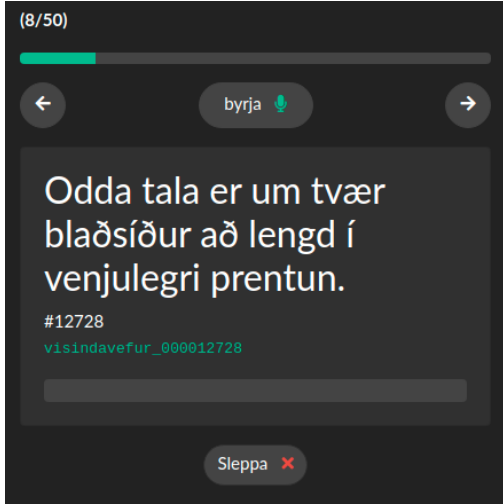 (8/50)
byrja
Odda tala er um tvær
blaðsíður að lengd í
venjulegri prentun.
#12728
visindavefur_000012728
Sleppa